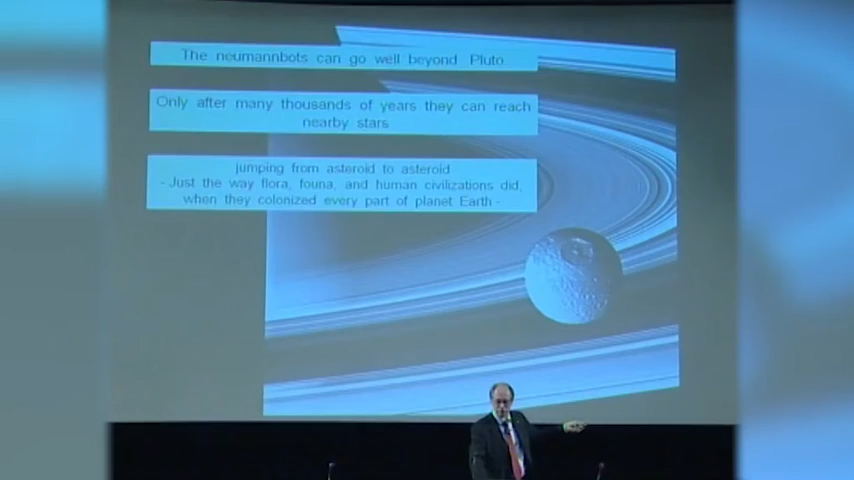 The neumannbots can go well beyond Pluto
Only after many thousands of years they can reach
nearby stars
jumping from asteroid to asteroid
- Just the way flora, founa, and human civilizations did,
when they colonized every part of planet Earth -